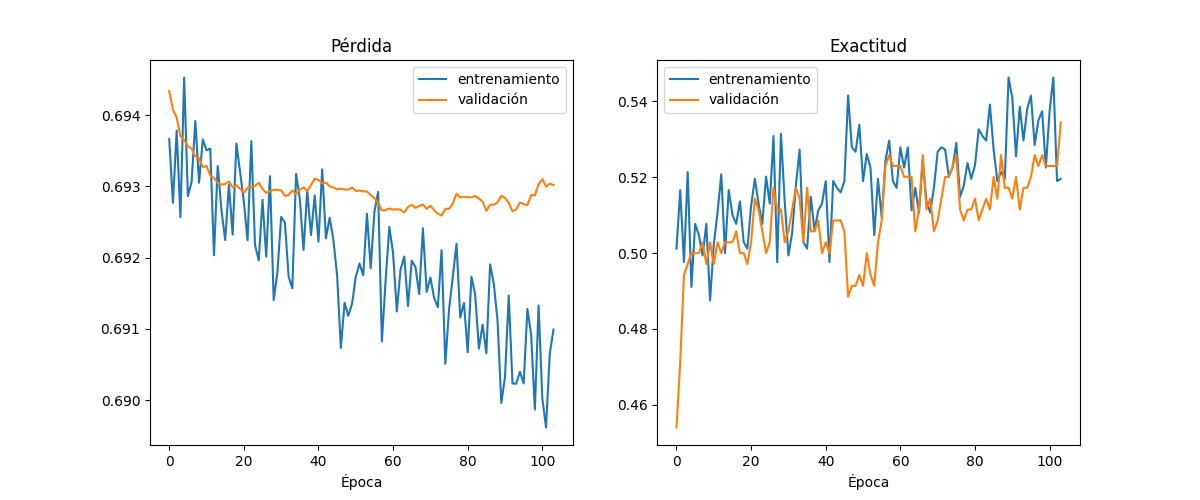 Pérdida
entrenamiento
validación
0.694
0.693
0.692
0.691
0.690
0 20 40 60 80 100
Época
Exactitud
entrenamiento
validación
0.54
0.52
0.50
0.48
0.46
0 20 40 60 80 100
Época